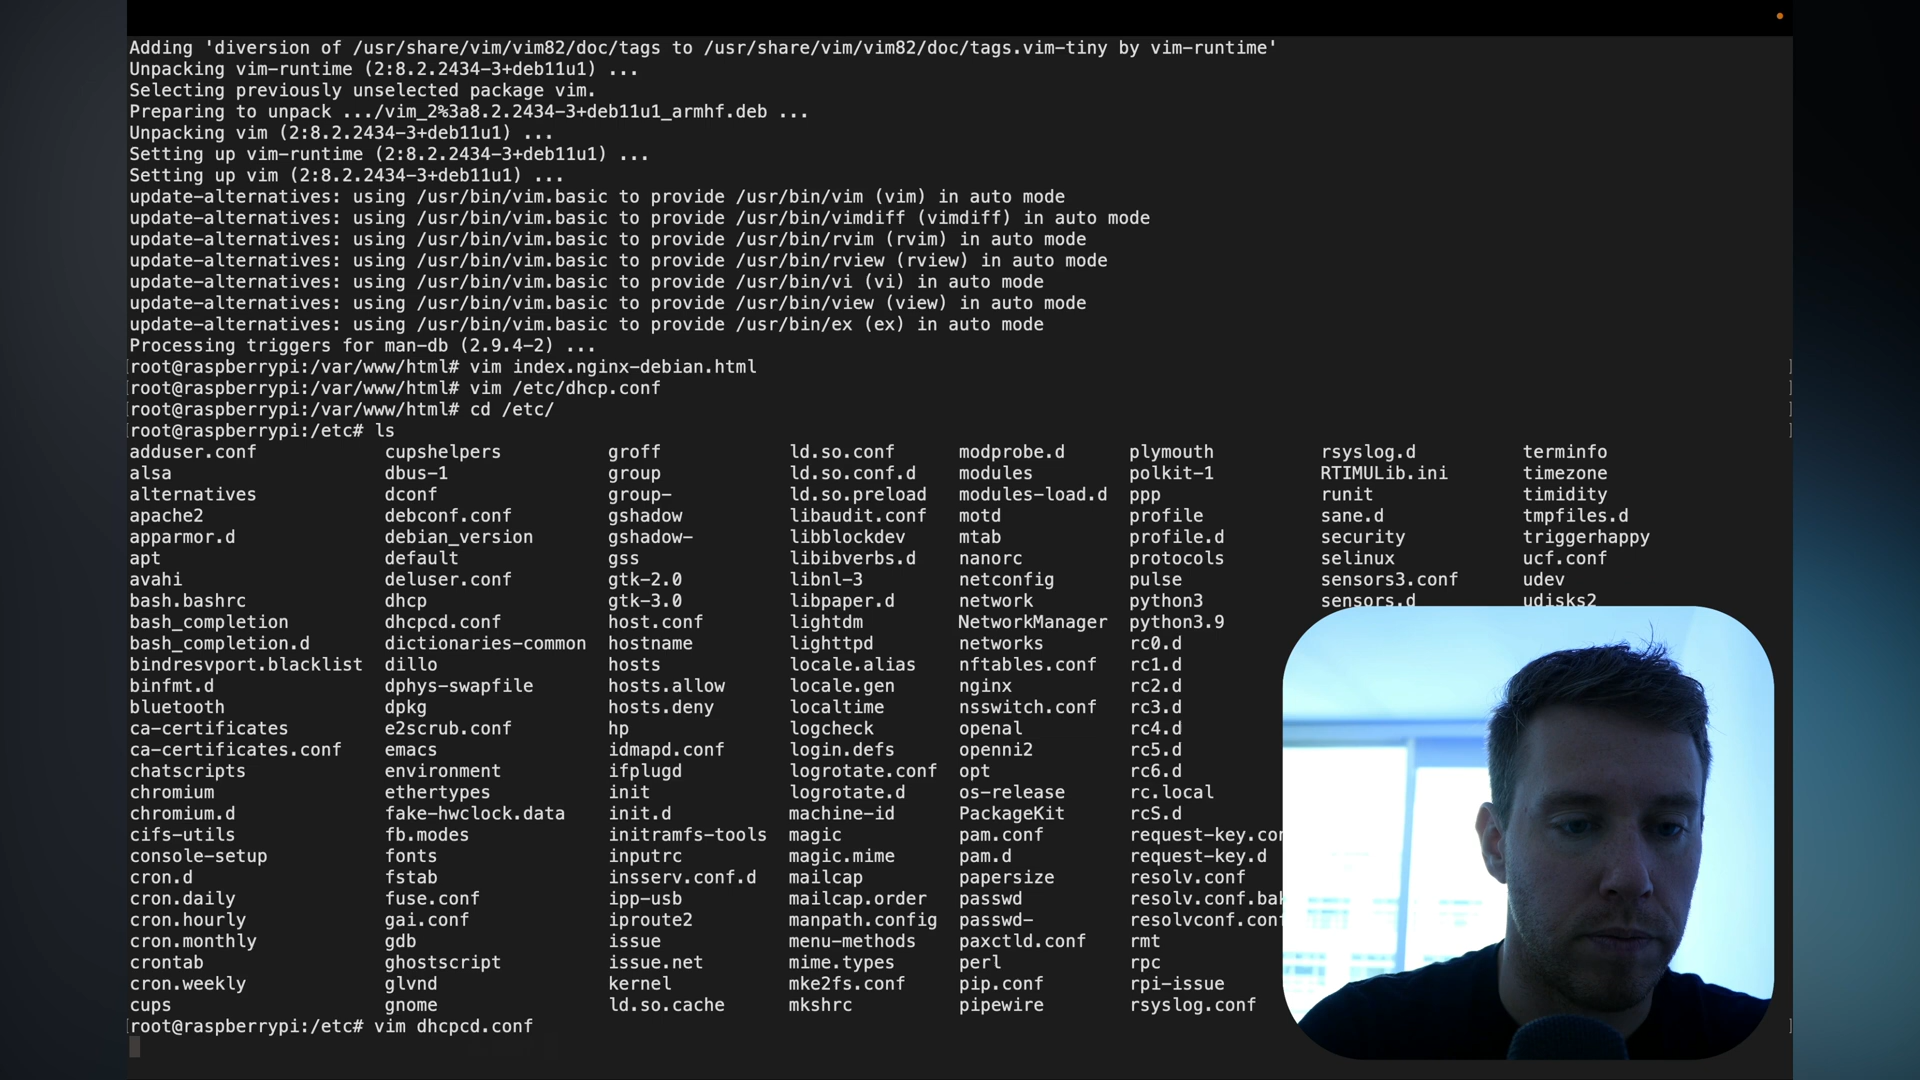 Adding 'diversion of /usr/share/vim/vim82/doc/tags to /usr/share/vim/vim82/doc/tags.vim-tiny by vim-runtime'
Unpacking vim-runtime (2:8.2.2434-3+deb11u1) ...
Selecting previously unselected package vim.
Preparing to unpack .../vim_2%3a8.2.2434-3+deb11u1_armhf.deb ...
Unpacking vim (2:8.2.2434-3+deb11u1) ...
Setting up vim-runtime (2:8.2.2434-3+deb11u1) ...
Setting up vim (2:8.2.2434-3+deb11u1) ...
update-alternatives: using /usr/bin/vim.basic to provide /usr/bin/vim (vim) in auto mode
update-alternatives: using /usr/bin/vim.basic to provide /usr/bin/vimdiff (vimdiff) in auto mode
update-alternatives: using /usr/bin/vim.basic to provide /usr/bin/rvim (rvim) in auto mode
update-alternatives: using /usr/bin/vim.basic to provide /usr/bin/rview (rview) in auto mode
update-alternatives: using /usr/bin/vim.basic to provide /usr/bin/vi (vi) in auto mode
update-alternatives: using /usr/bin/vim.basic to provide /usr/bin/view (view) in auto mode
update-alternatives: using /usr/bin/vim.basic to provide /usr/bin/ex (ex) in auto mode
Processing triggers for man-db (2.9.4-2) ...
[root@raspberrypi:/var/www/html# vim index.nginx-debian.html ]
[root@raspberrypi:/var/www/html# vim /etc/dhcp.conf ]
[root@raspberrypi:/var/www/html# cd /etc/ ]
[root@raspberrypi:/etc# ls ]
adduser.conf cupshelpers groff ld.so.conf modprobe.d plymouth rsyslog.d terminfo
alsa dbus-1 group ld.so.conf.d modules polkit-1 RTIMULib.ini timezone
alternatives dconf group- ld.so.preload modules-load.d ppp runit timidity
apache2 debconf.conf gshadow libaudit.conf motd profile sane.d tmpfiles.d
apparmor.d debian_version gshadow- libblockdev mtab profile.d security triggerhappy
apt default gss libibverbs.d nanorc protocols selinux ucf.conf
avahi deluser.conf gtk-2.0 libnl-3 netconfig pulse sensors3.conf udev
bash.bashrc dhcp gtk-3.0 libpaper.d network python3 sensors.d udisks2
bash_completion dhcpcd.conf host.conf lightdm NetworkManager python3.9
bash_completion.d dictionaries-common hostname lighttpd networks rc0.d
bindresvport.blacklist dillo hosts locale.alias nftables.conf rc1.d
binfmt.d dphys-swapfile hosts.allow locale.gen nginx rc2.d
bluetooth dpkg hosts.deny localtime nsswitch.conf rc3.d
ca-certificates e2scrub.conf hp logcheck openal rc4.d
ca-certificates.conf emacs idmapd.conf login.defs openni2 rc5.d
chatscripts environment ifplugd logrotate.conf opt rc6.d
chromium ethertypes init logrotate.d os-release rc.local
chromium.d fake-hwclock.data init.d machine-id PackageKit rcS.d
cifs-utils fb.modes initramfs-tools magic pam.conf request-key.con
console-setup fonts inputrc magic.mime pam.d request-key.d
cron.d fstab insserv.conf.d mailcap papersize resolv.conf
cron.daily fuse.conf ipp-usb mailcap.order passwd resolv.conf.bak
cron.hourly gai.conf iproute2 manpath.config passwd- resolvconf.conf
cron.monthly gdb issue menu-methods paxctld.conf rmt
crontab ghostscript issue.net mime.types perl rpc
cron.weekly glvnd kernel mke2fs.conf pip.conf rpi-issue
cups gnome ld.so.cache mkshrc pipewire rsyslog.conf
[root@raspberrypi:/etc# vim dhcpcd.conf ]